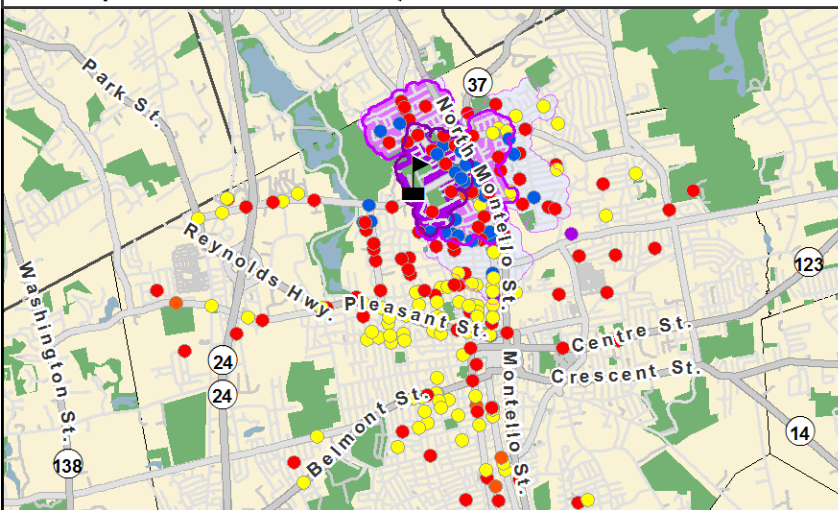 Park St.
37
North Montello St.
Reynolds Hwy.
Washington St.
123
Pleasant St.
Centre St.
24
Crescent St.
24
Montello St.
Belmont St.
14
138